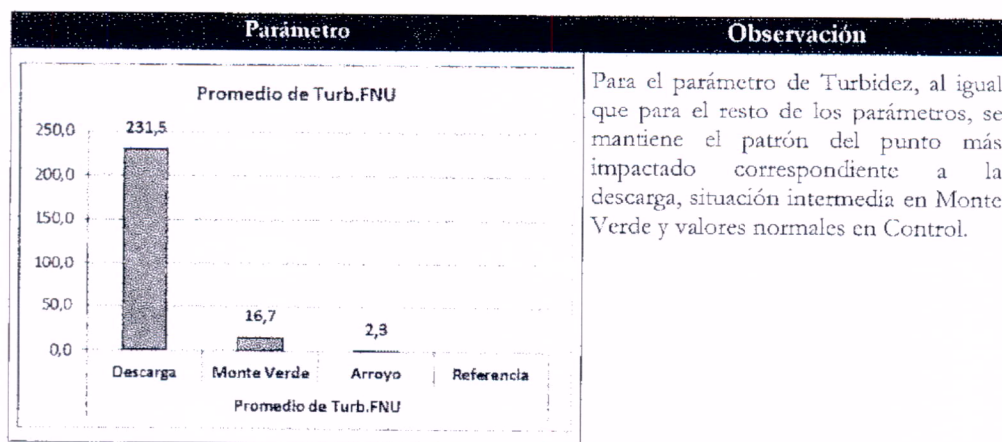 Parámetro
Observación
Promedio de Turb.FNU
250,0
200,0
150,0
100,0
50,0
0,0
231,5
16,7
2,3
Descarga
Monte Verde
Arroyo
Referencia
Promedio de Turb.FNU
Para el parámetro de Turbidez, al igual
que para el resto de los parámetros, se
mantiene el patrón del punto más
impactado correspondiente a la
descarga, situación intermedia en Monte
Verde y valores normales en Control.